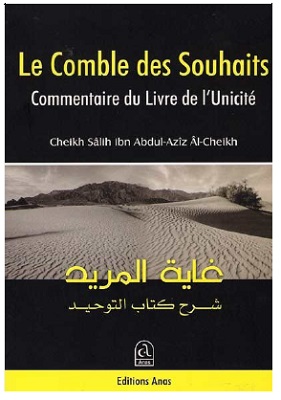 Le Comble des Souhaits
Commentaire du Livre de l'Unicité
Cheikh Sâlih ibn Abdul-Azîz Âl-Cheikh
غاية المريد
شرح كتاب التوحيد
a
Anas
Editions Anas